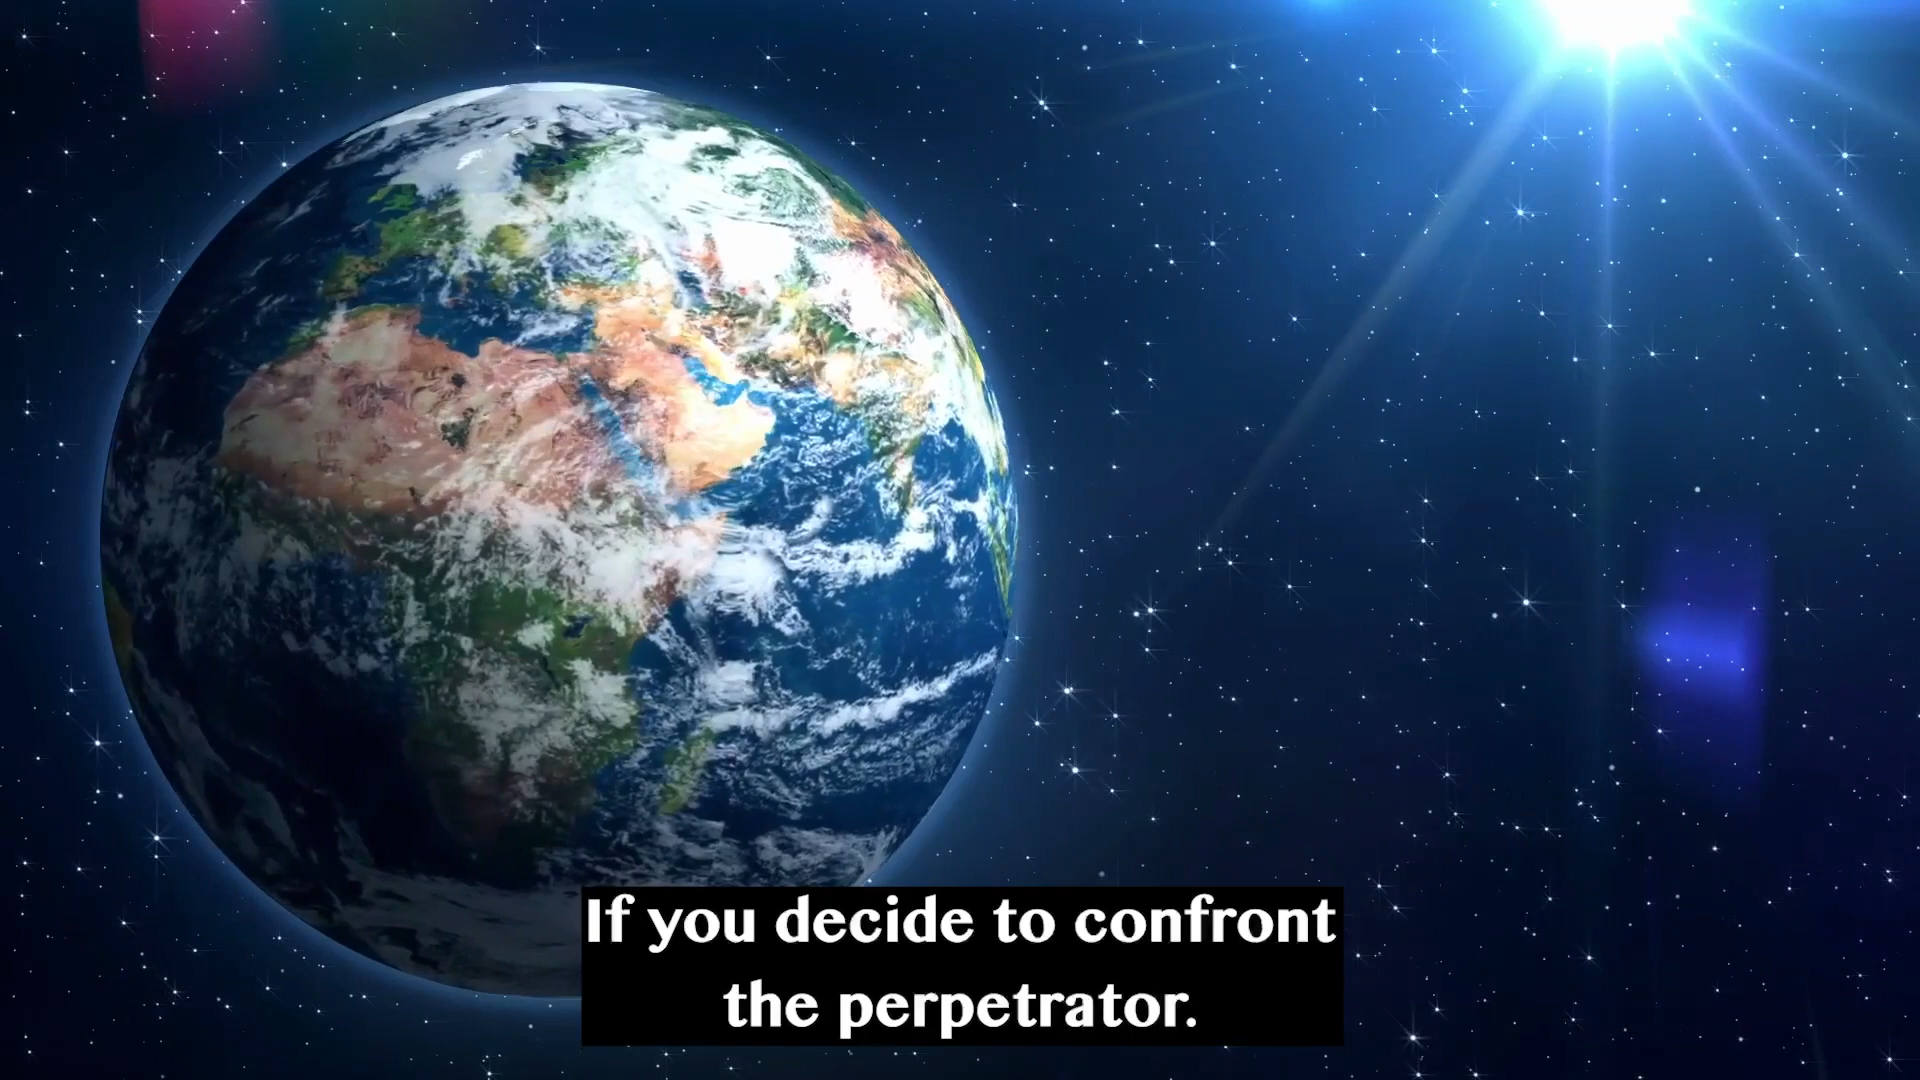 If you decide to confront
the perpetrator.